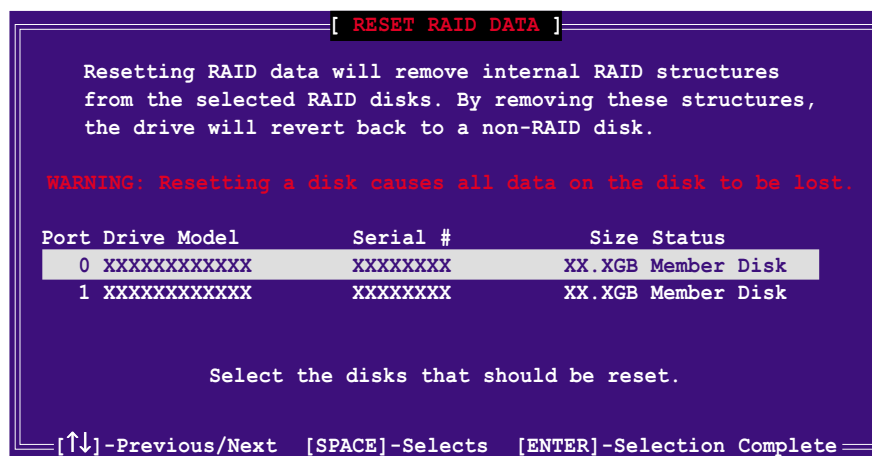 [ RESET RAID DATA ]
Resetting RAID data will remove internal RAID structures
from the selected RAID disks. By removing these structures,
the drive will revert back to a non-RAID disk.
WARNING: Resetting a disk causes all data on the disk to be lost.
Port Drive Model Serial # Size Status
0 XXXXXXXXXXXX XXXXXXXX XX.XGB Member Disk
1 XXXXXXXXXXXX XXXXXXXX XX.XGB Member Disk
Select the disks that should be reset.
[↑↓]-Previous/Next [SPACE]-Selects [ENTER]-Selection Complete